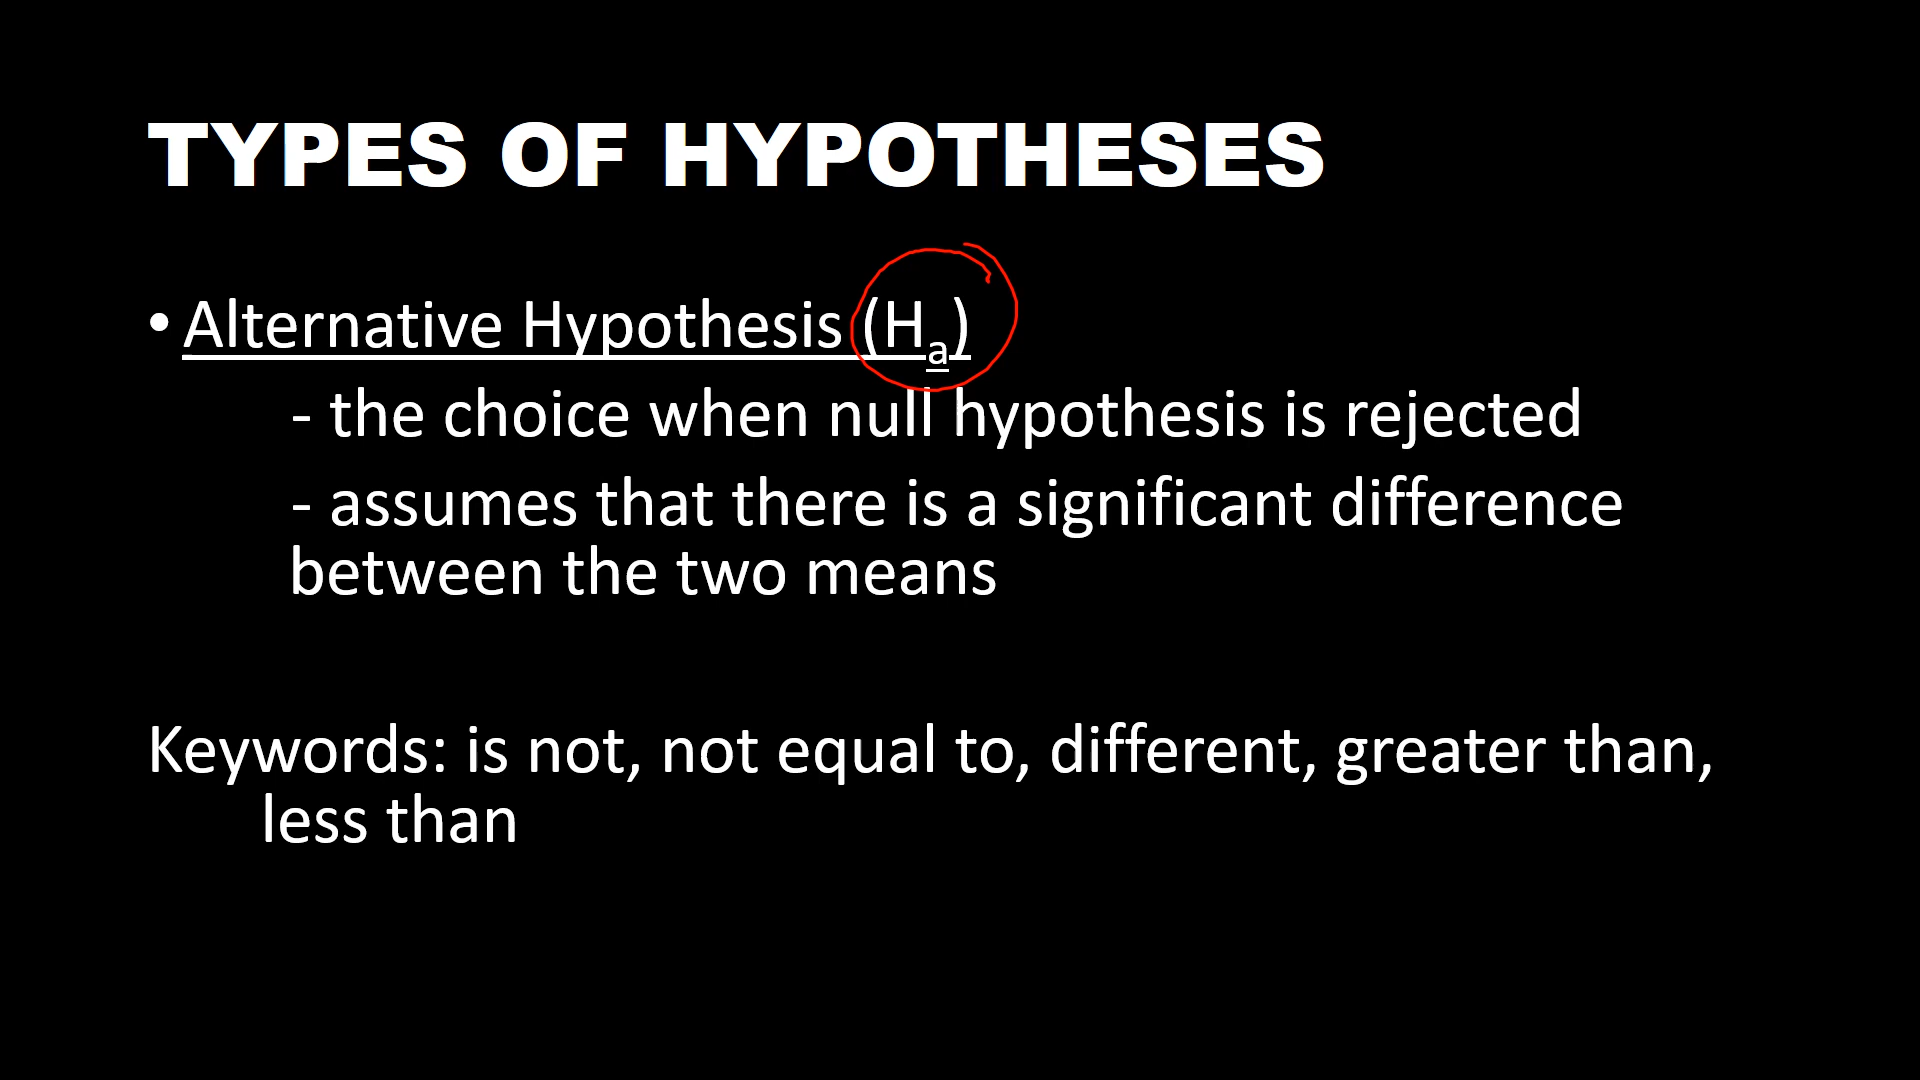 TYPES OF HYPOTHESES
• Alternative Hypothesis (Hₐ)
- the choice when null hypothesis is rejected
- assumes that there is a significant difference
between the two means
Keywords: is not, not equal to, different, greater than,
less than